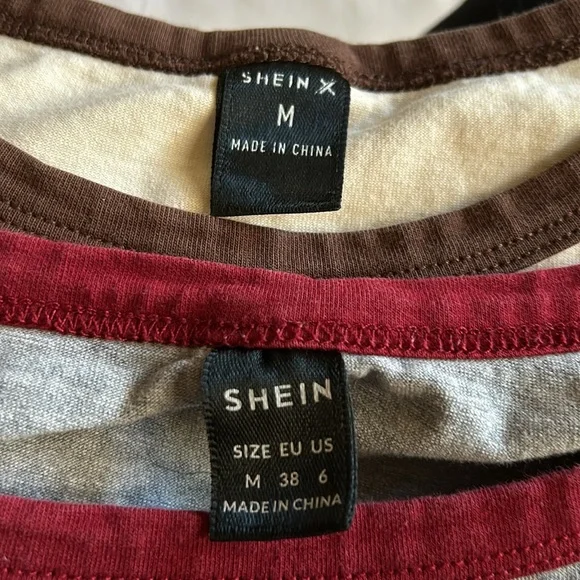 SHEIN X
M
MADE IN CHINA
SHEIN
SIZE EU US
M 38 6
MADE IN CHINA